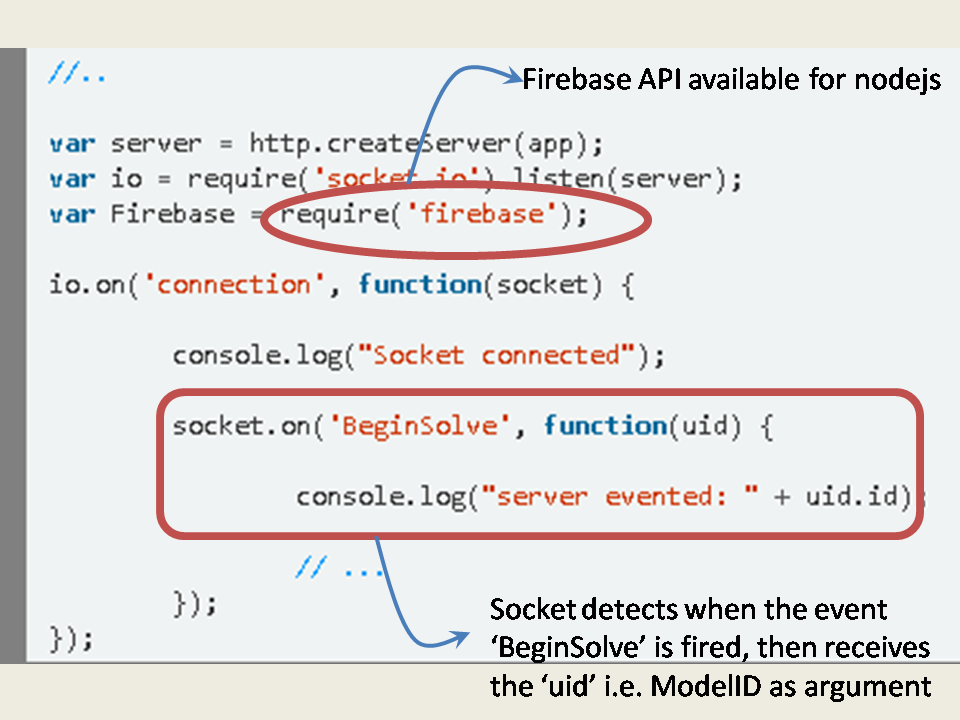 //..
Firebase API available for nodejs
var server = http.createServer(app);
var io = require('socket.io').listen(server);
var Firebase = require('firebase');
io.on('connection', function(socket) {
console.log("Socket connected");
socket.on('BeginSolve', function(uid) {
console.log("server evented: " + uid.id);
// ...
});
});
Socket detects when the event
‘BeginSolve’ is fired, then receives
the ‘uid’ i.e. ModelID as argument